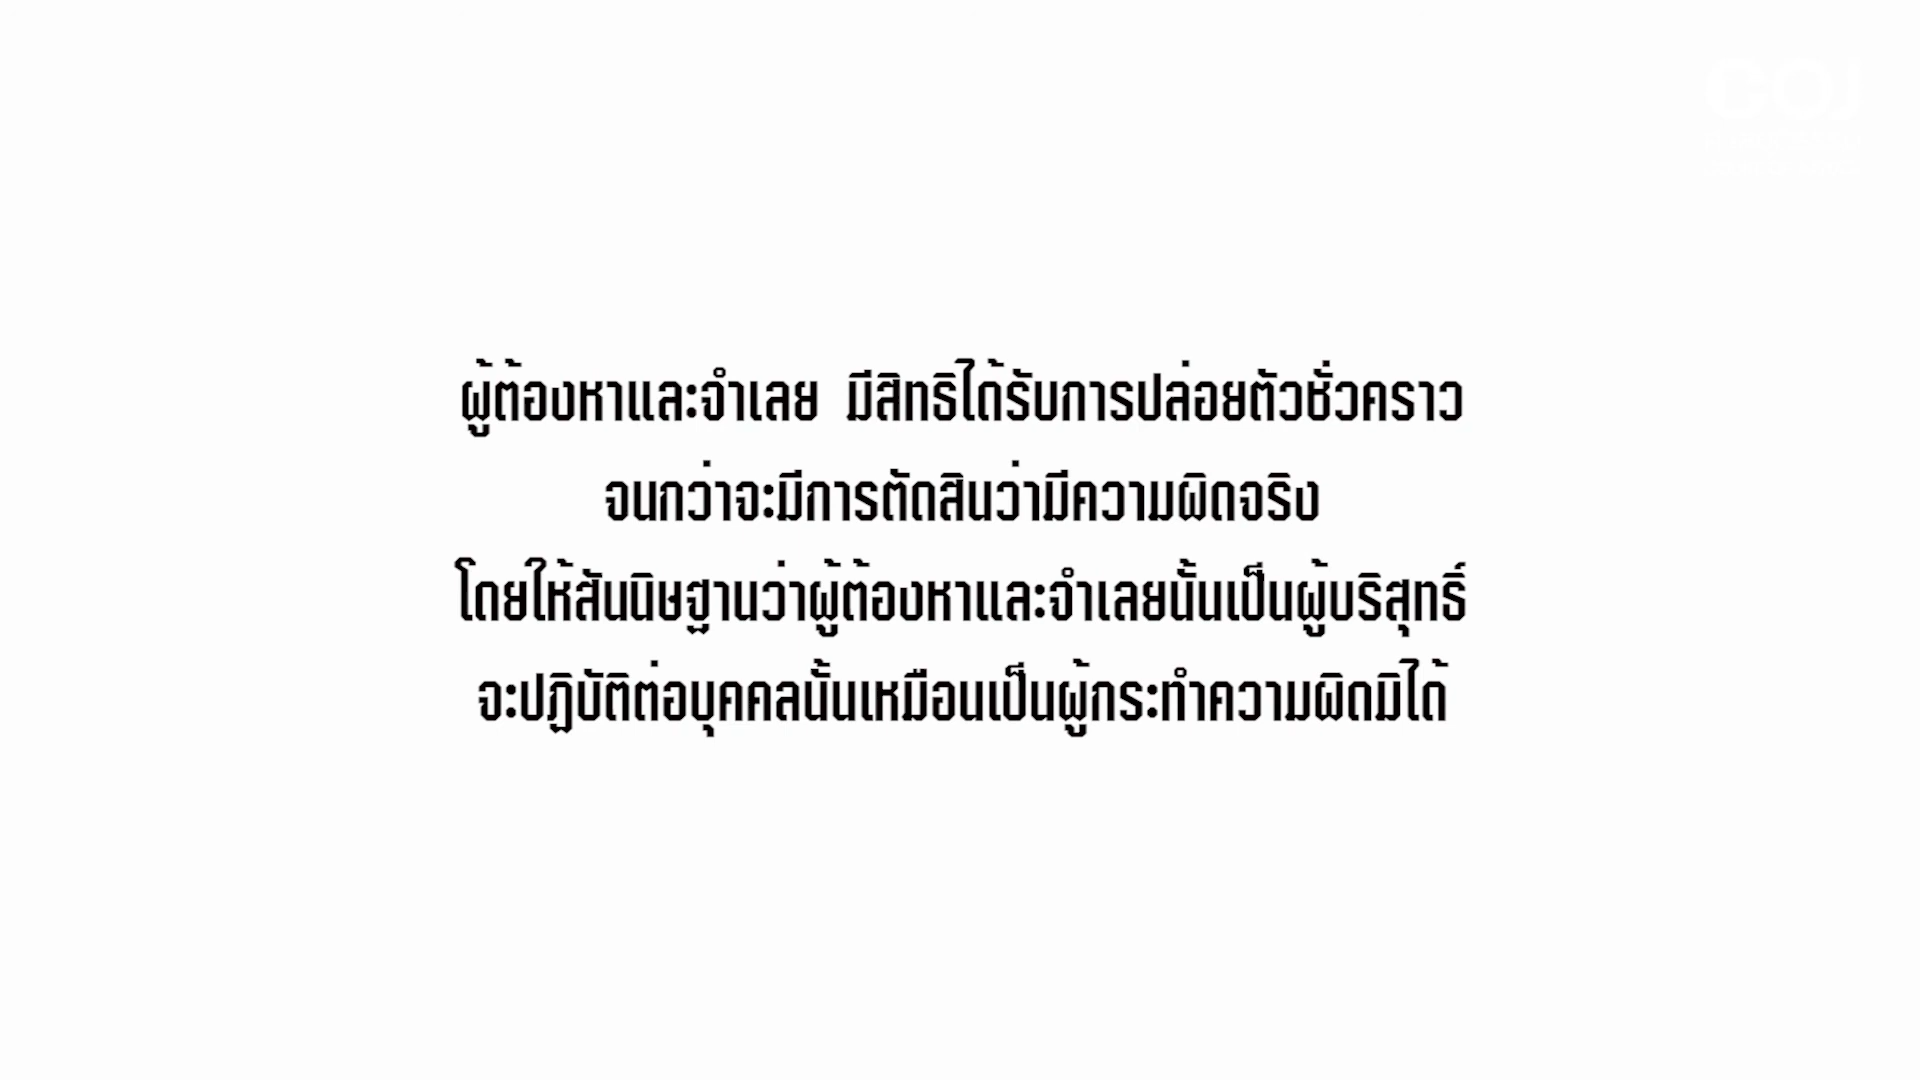 COJ
ผู้ต้องหาและจำเลย มีสิทธิได้รับการปล่อยตัวชั่วคราว
จนกว่าจะมีการตัดสินว่ามีความผิดจริง
โดยให้สันนิษฐานว่าผู้ต้องหาและจำเลยนั้นเป็นผู้บริสุทธิ์
จะปฏิบัติต่อบุคคลนั้นเหมือนเป็นผู้กระทำความผิดมิได้